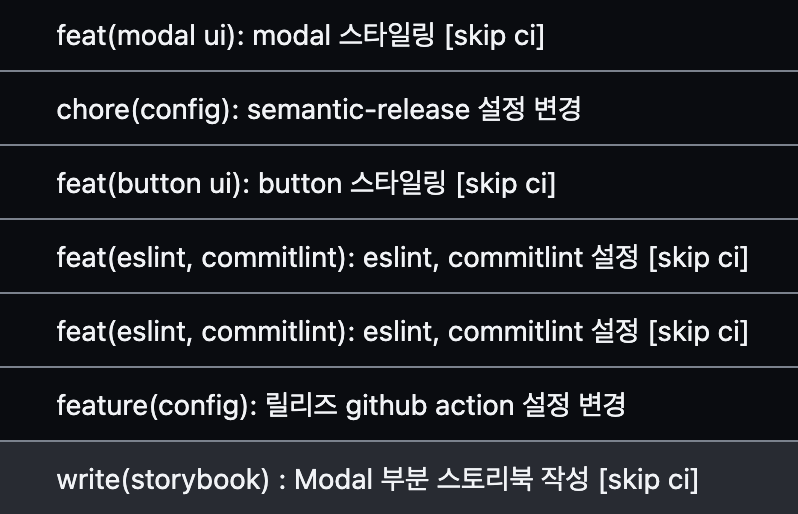 feat(modal ui): modal 스타일링 [skip ci]
chore(config): semantic-release 설정 변경
feat(button ui): button 스타일링 [skip ci]
feat(eslint, commitlint): eslint, commitlint 설정 [skip ci]
feat(eslint, commitlint): eslint, commitlint 설정 [skip ci]
feature(config): 릴리즈 github action 설정 변경
write(storybook) : Modal 부분 스토리북 작성 [skip ci]